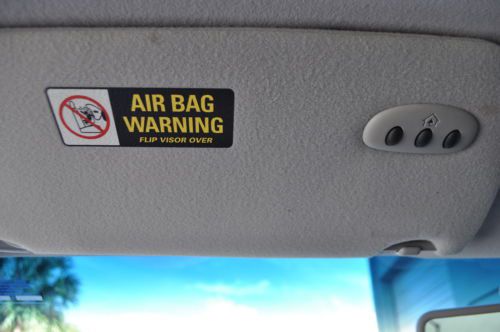 AIR BAG
WARNING
FLIP VISOR OVER